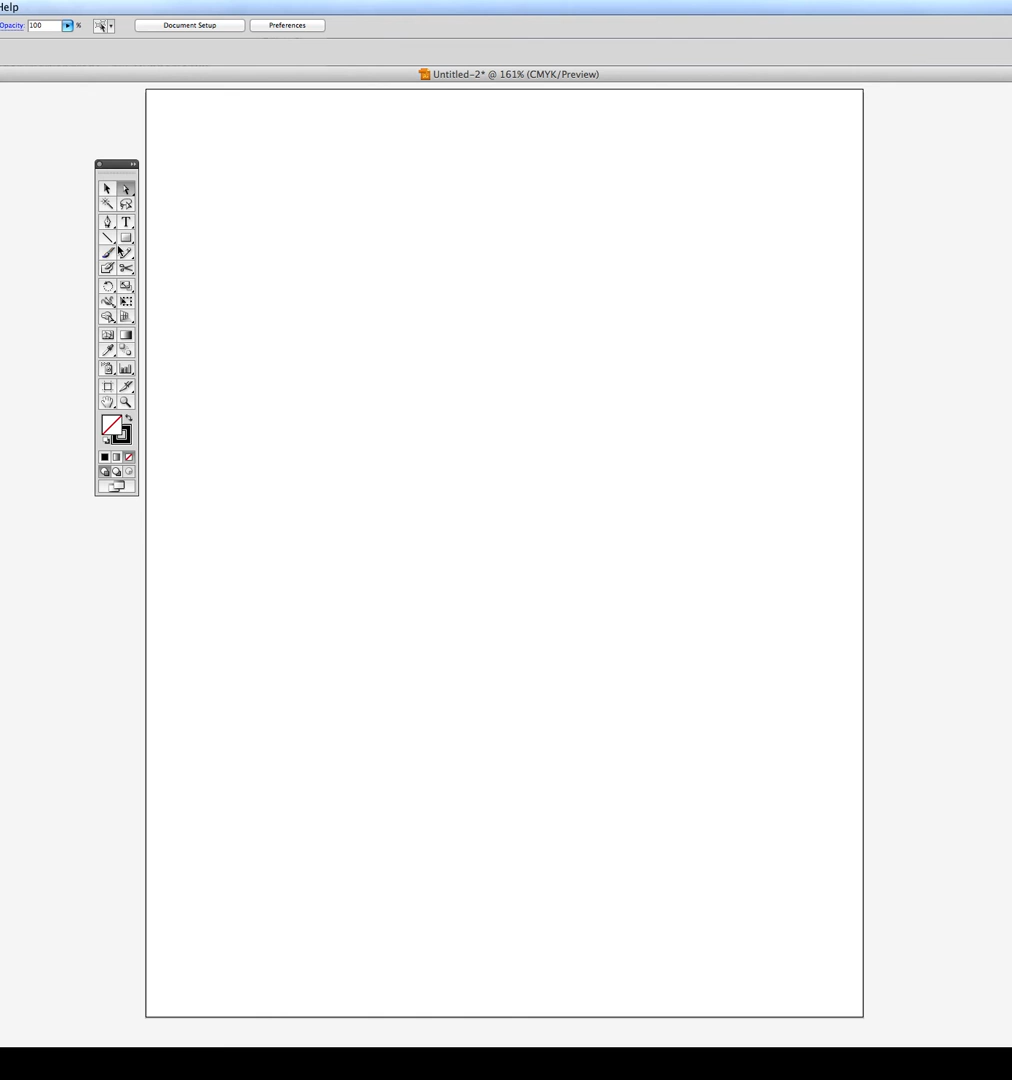 Help
Opacity: 100 % Document Setup Preferences
Untitled-2* @ 161% (CMYK/Preview)
T